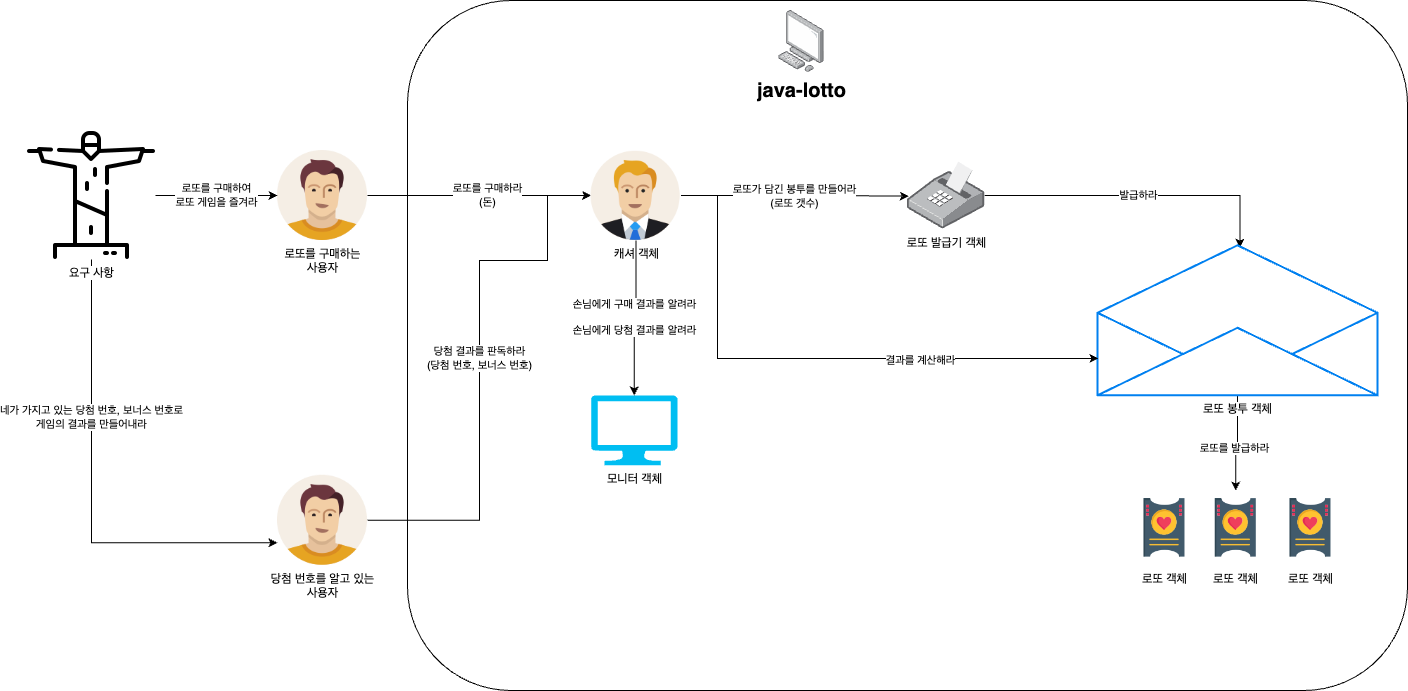 java-lotto
로또를 구매하여
로또 게임을 즐겨라
로또를 구매하라
(돈)
로또가 담긴 봉투를 만들어라
(로또 갯수)
발급하라
요구 사항
로또를 구매하는
사용자
캐셔 객체
로또 발급기 객체
손님에게 구매 결과를 알려라
손님에게 당첨 결과를 알려라
당첨 결과를 판독하라
(당첨 번호, 보너스 번호)
결과를 계산해라
네가 가지고 있는 당첨 번호, 보너스 번호로
게임의 결과를 만들어내라
로또 봉투 객체
로또를 발급하라
모니터 객체
당첨 번호를 알고 있는
사용자
로또 객체
로또 객체
로또 객체